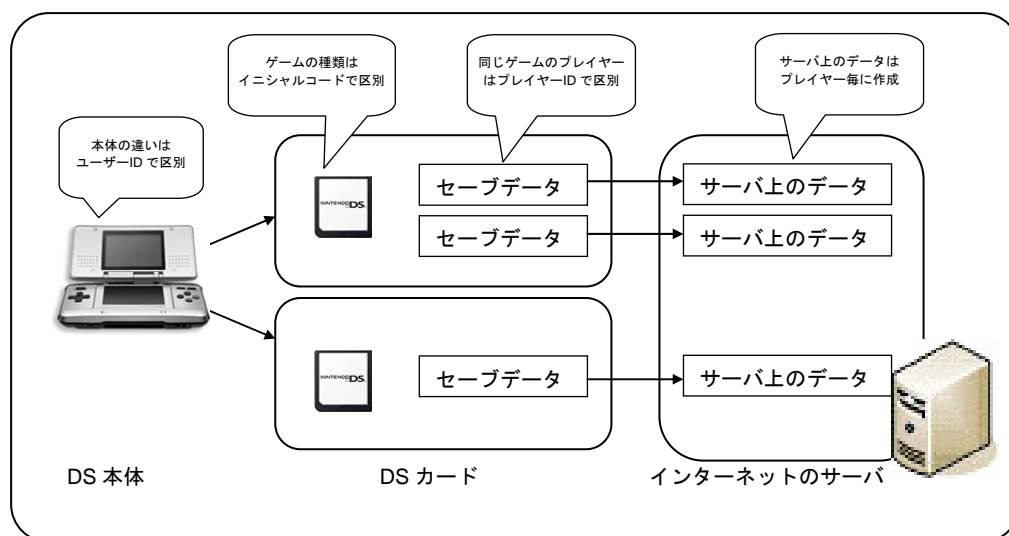 ゲームの種類は
イニシャルコードで区別
同じゲームのプレイヤー
はプレイヤーID で区別
サーバ上のデータは
プレイヤー毎に作成
本体の違いは
ユーザーID で区別
セーブデータ
サーバ上のデータ
NINTENDO DS.
セーブデータ
サーバ上のデータ
NINTENDO DS.
セーブデータ
サーバ上のデータ
DS 本体
DS カード
インターネットのサーバ